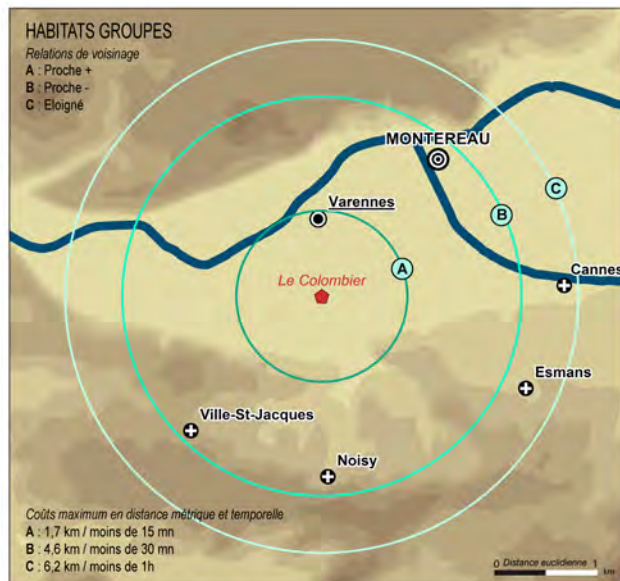 HABITATS GROUPES
Relations de voisinage
A : Proche +
B : Proche -
C : Eloigné
MONTEREAU
C
Varennes
B
A
Cannes
Le Colombier
Esmans
Ville-St-Jacques
Noisy
Coûts maximum en distance métrique et temporelle
A : 1,7 km / moins de 15 mn
B : 4,6 km / moins de 30 mn
C : 6,2 km / moins de 1h
0 Distance euclidienne 1
km